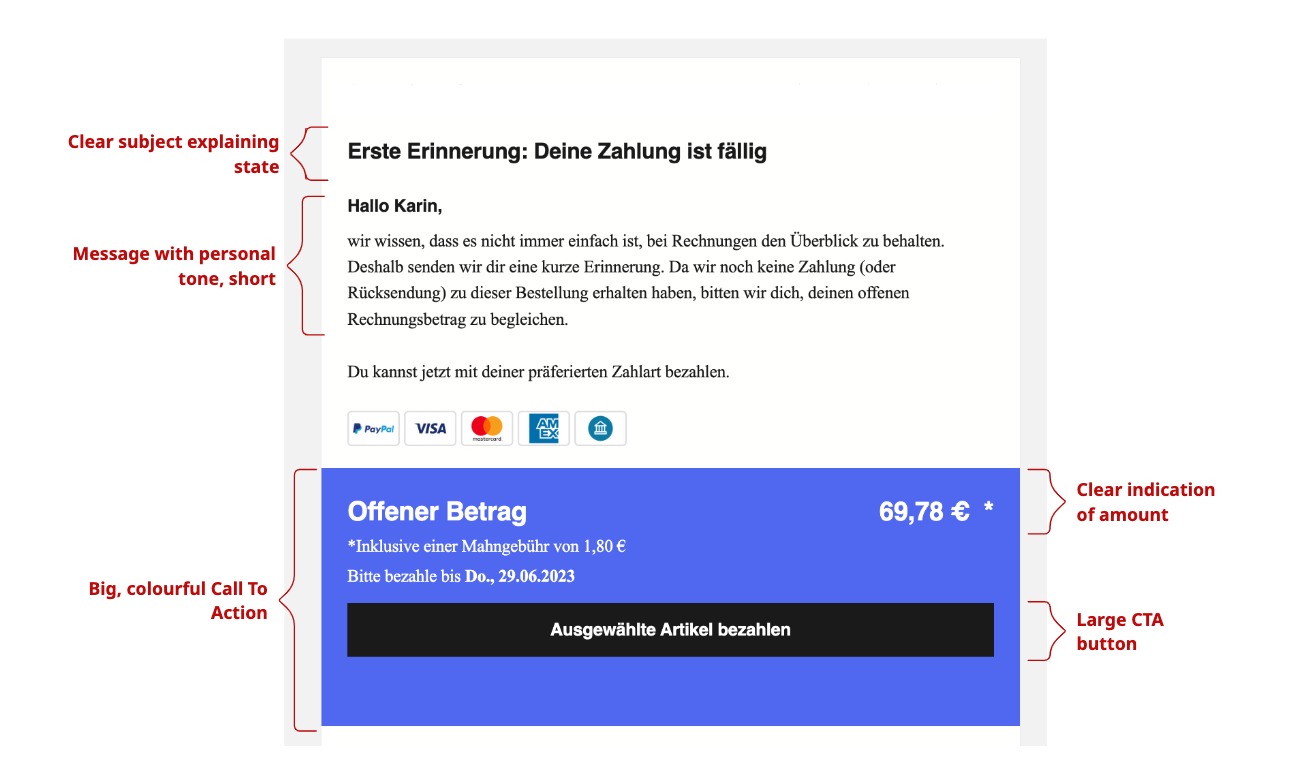 Clear subject explaining
state
Erste Erinnerung: Deine Zahlung ist fällig
Message with personal
tone, short
Hallo Karin,
wir wissen, dass es nicht immer einfach ist, bei Rechnungen den Überblick zu behalten.
Deshalb senden wir dir eine kurze Erinnerung. Da wir noch keine Zahlung (oder
Rücksendung) zu dieser Bestellung erhalten haben, bitten wir dich, deinen offenen
Rechnungsbetrag zu begleichen.
Du kannst jetzt mit deiner präferierten Zahlart bezahlen.
PayPal VISA mastercard AMEX
Big, colourful Call To
Action
Offener Betrag 69,78 € *
*Inklusive einer Mahngebühr von 1,80 €
Bitte bezahle bis Do., 29.06.2023
Ausgewählte Artikel bezahlen
Clear indication
of amount
Large CTA
button